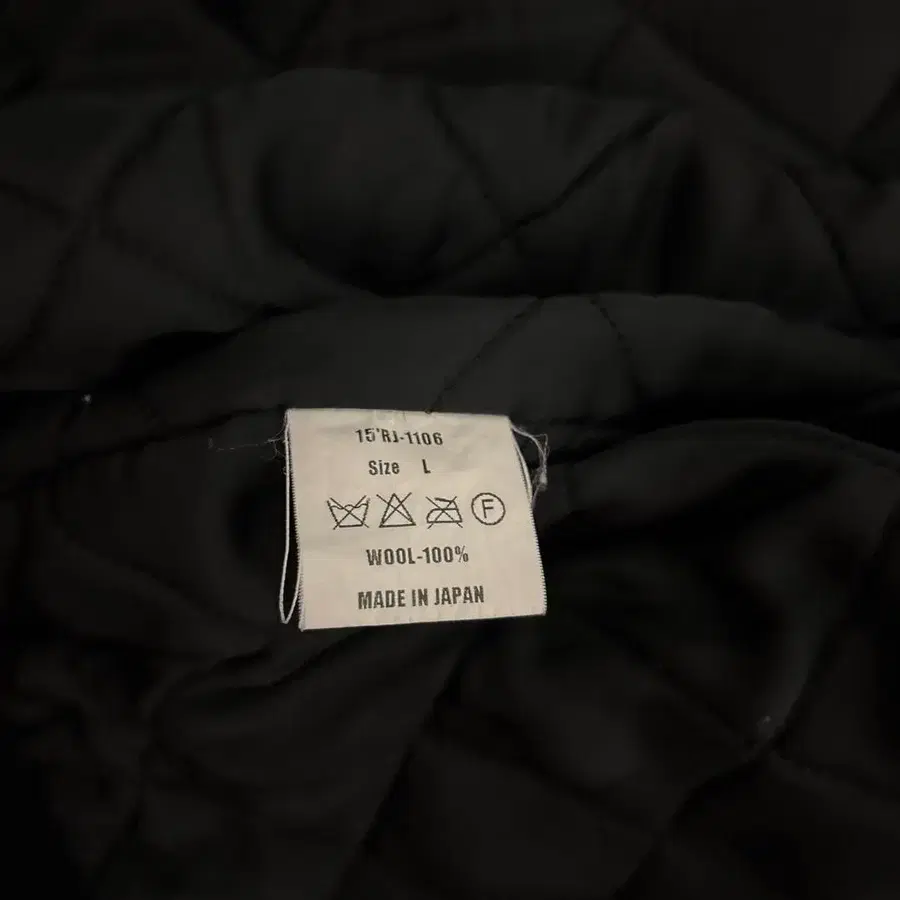 15'RJ-1106
Size L
F
WOOL-100%
MADE IN JAPAN